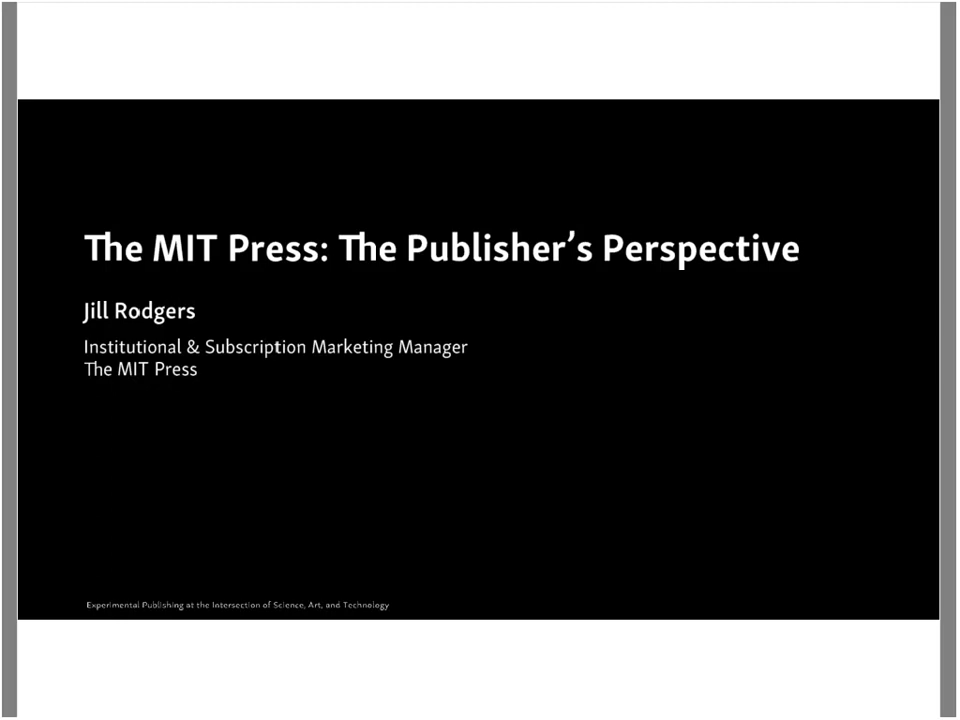 The MIT Press: The Publisher’s Perspective
Jill Rodgers
Institutional & Subscription Marketing Manager
The MIT Press
Experimental Publishing at the Intersection of Science, Art, and Technology